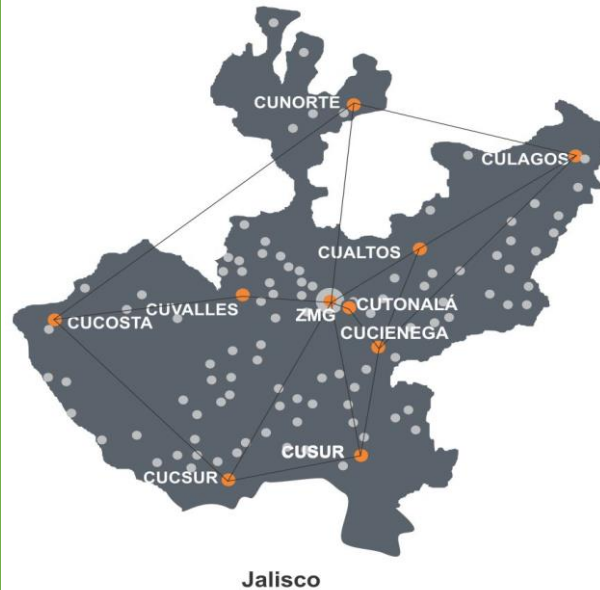 CUNORTE
CULAGOS
CUALTOS
CUVALLES
CUTONALÁ
ZMG
CUCOSTA
CUCIENEGA
CUSUR
CUCSUR
Jalisco